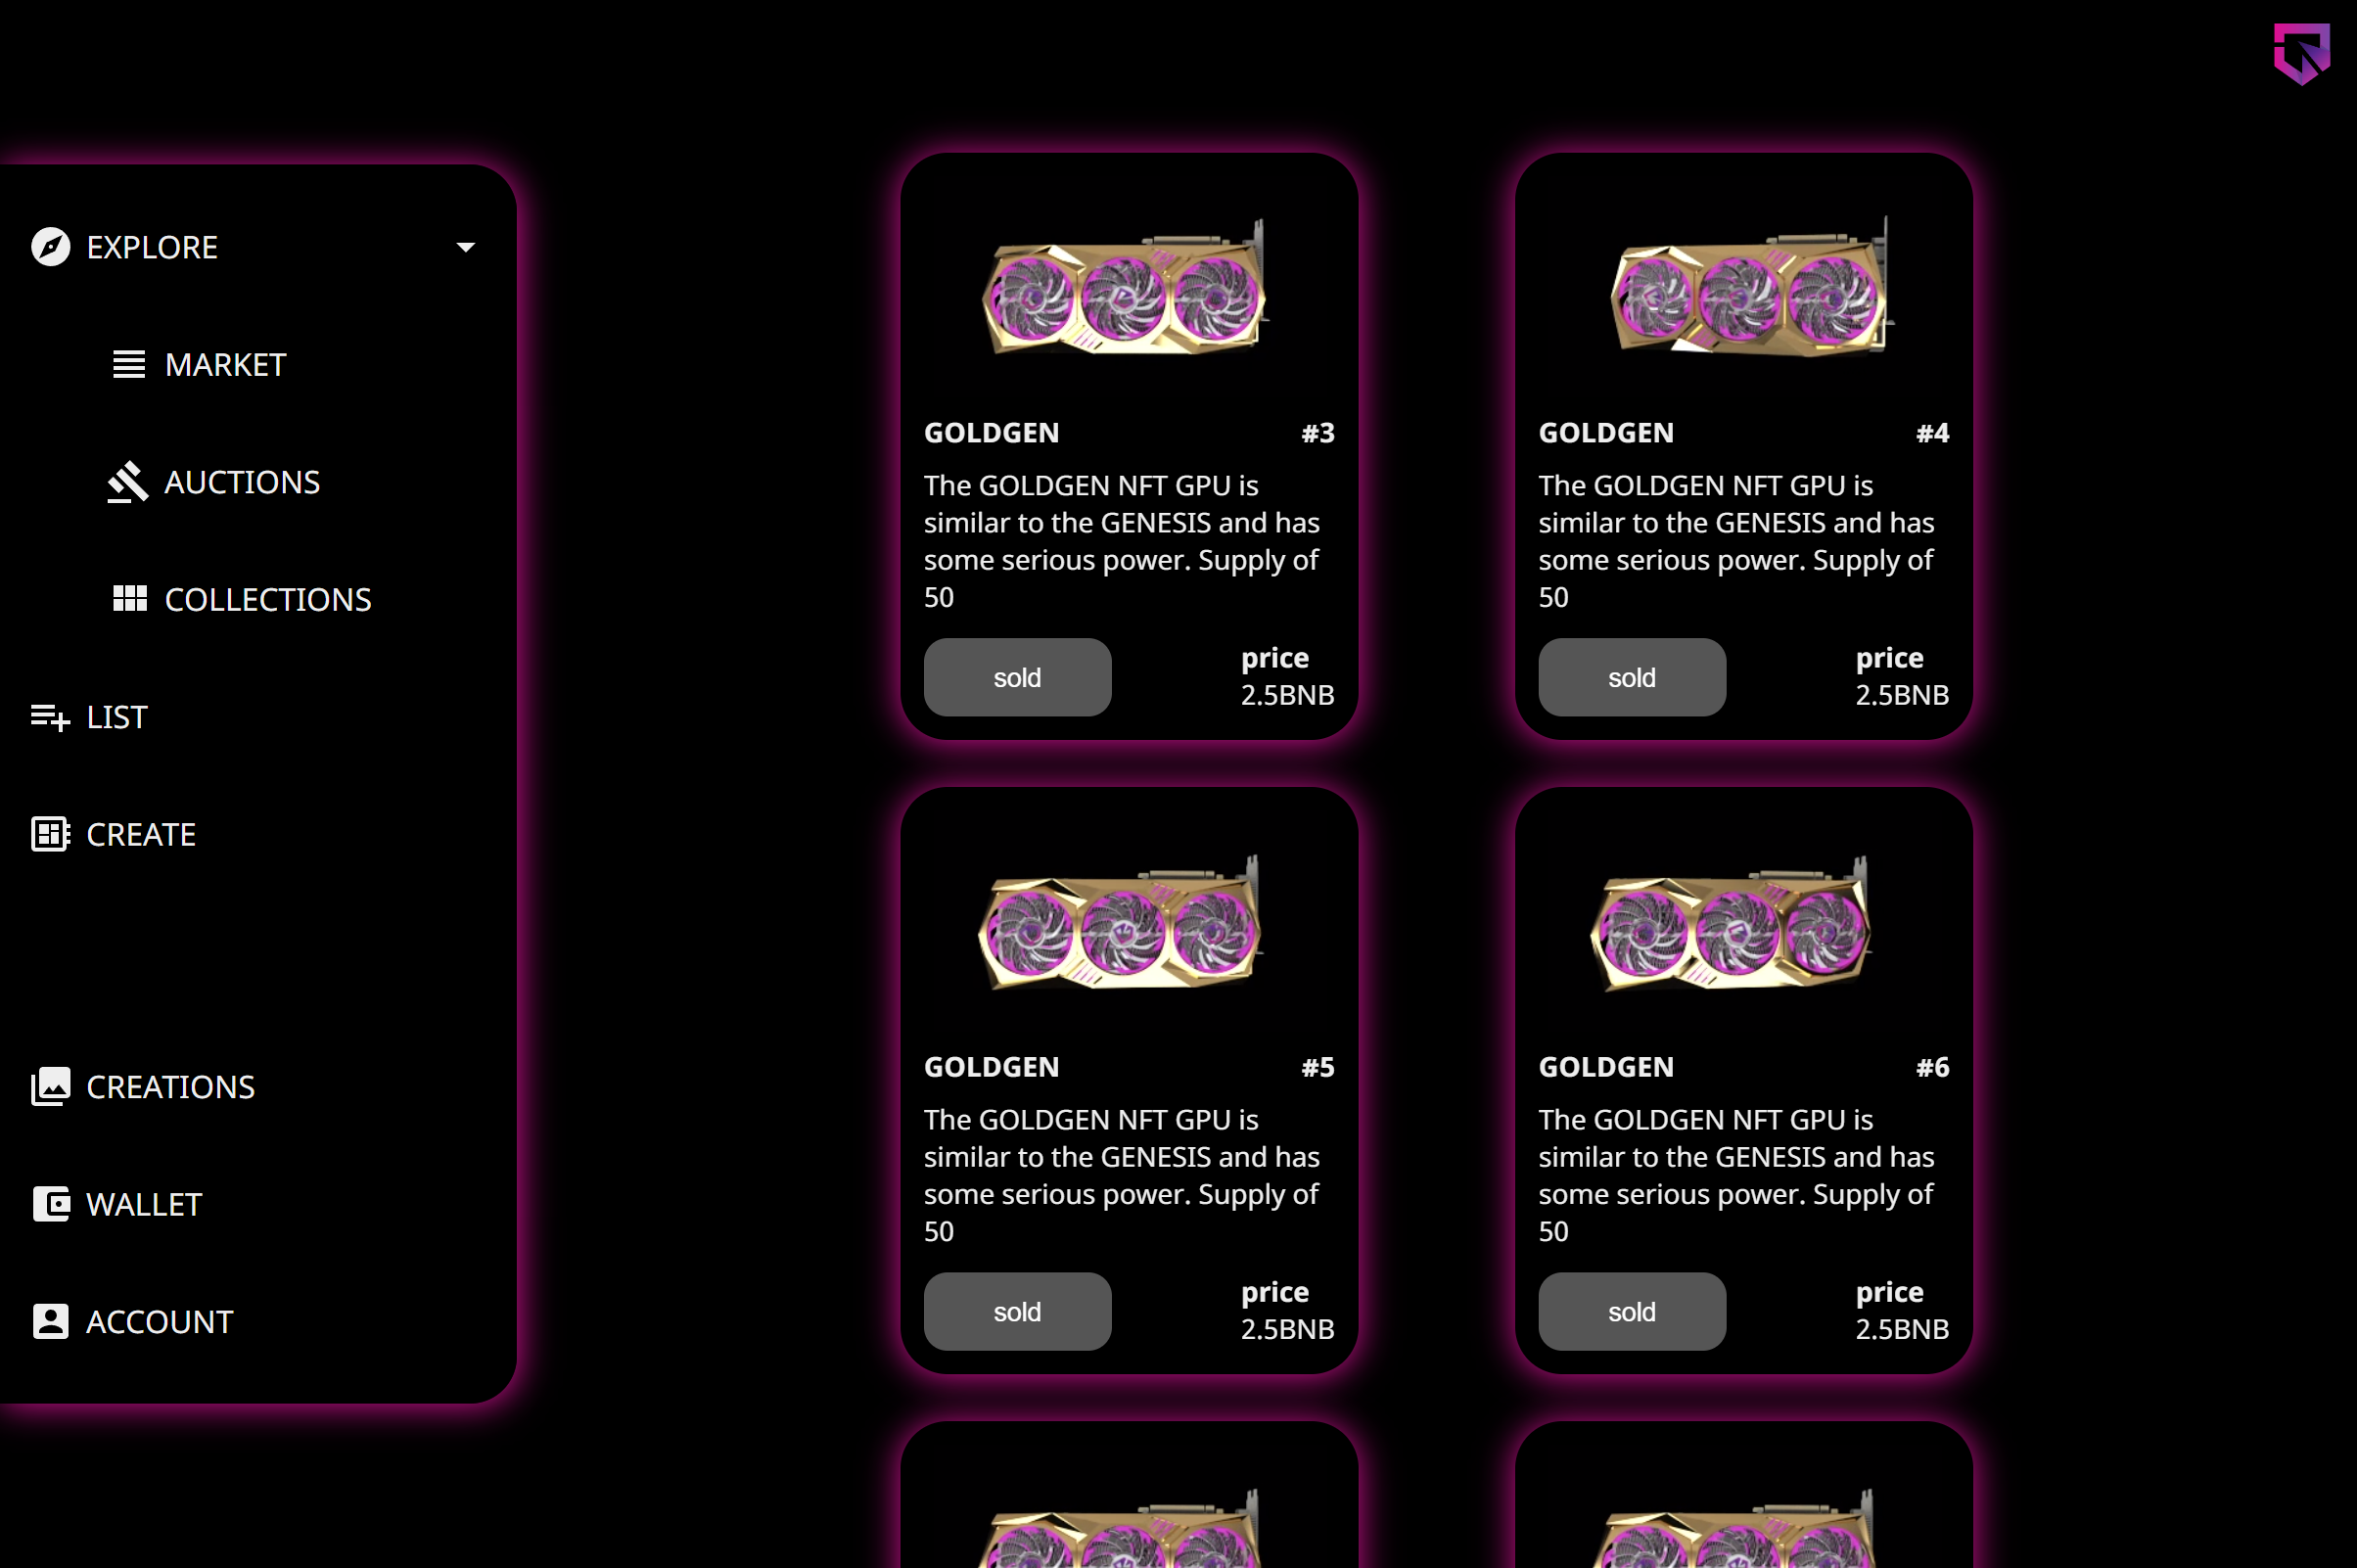 EXPLORE
MARKET
AUCTIONS
COLLECTIONS
LIST
CREATE
CREATIONS
WALLET
ACCOUNT
GOLDGEN #3
The GOLDGEN NFT GPU is
similar to the GENESIS and has
some serious power. Supply of
50
sold
price
2.5BNB
GOLDGEN #4
The GOLDGEN NFT GPU is
similar to the GENESIS and has
some serious power. Supply of
50
sold
price
2.5BNB
GOLDGEN #5
The GOLDGEN NFT GPU is
similar to the GENESIS and has
some serious power. Supply of
50
sold
price
2.5BNB
GOLDGEN #6
The GOLDGEN NFT GPU is
similar to the GENESIS and has
some serious power. Supply of
50
sold
price
2.5BNB